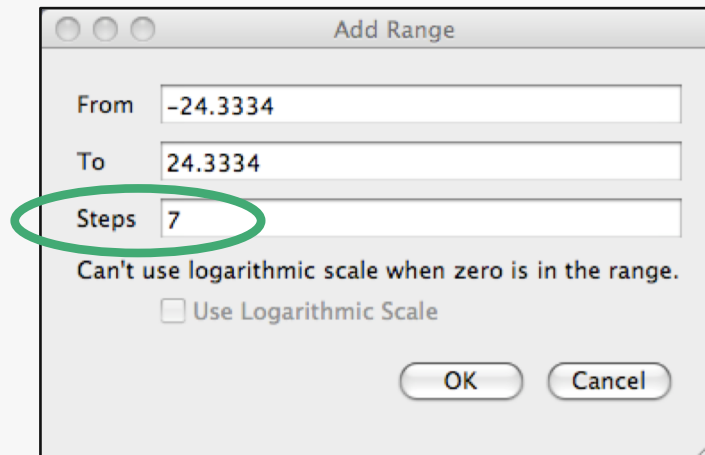 Add Range
From -24.3334
To 24.3334
Steps 7
Can't use logarithmic scale when zero is in the range.
Use Logarithmic Scale
OK Cancel